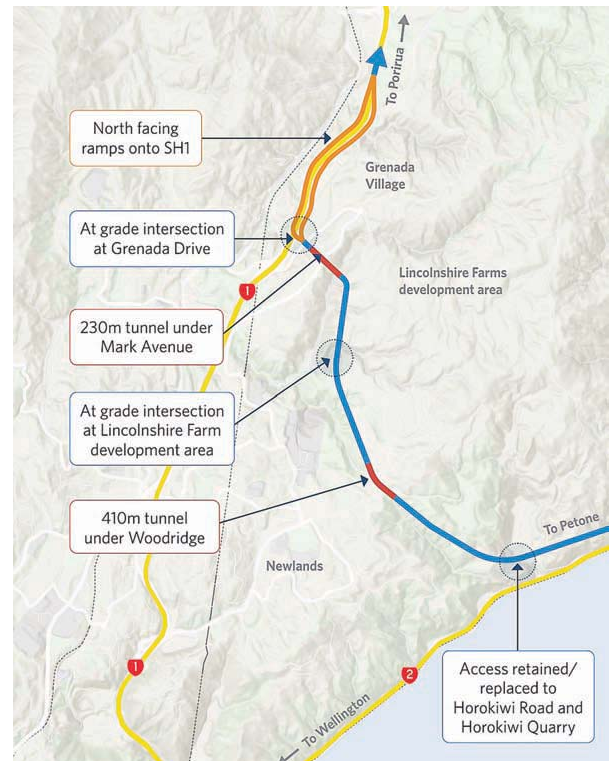 To Porirua
North facing
ramps onto SH1
Grenada
Village
At grade intersection
at Grenada Drive
Lincolnshire Farms
development area
1
230m tunnel under
Mark Avenue
At grade intersection
at Lincolnshire Farm
development area
410m tunnel
under Woodridge
To Petone
Newlands
1
2
Access retained/
replaced to
Horokiwi Road and
Horokiwi Quarry
To Wellington